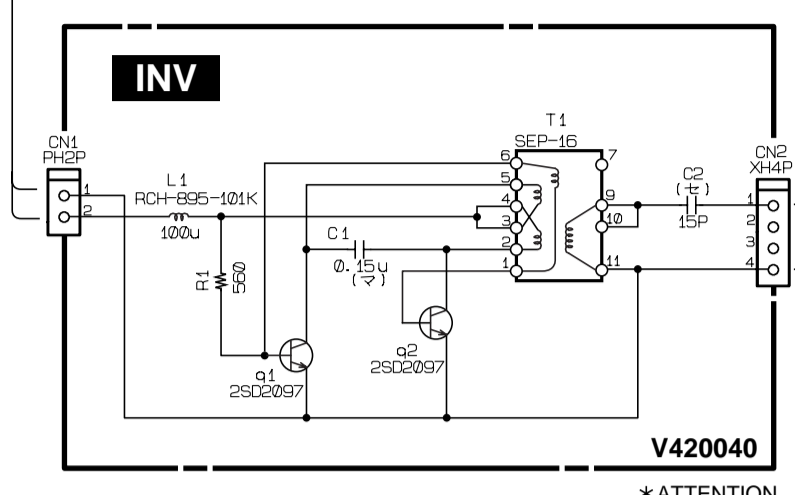 INV
CN1
PH2P
1
2
L1
RCH-895-101K
100u
R1
560
C1
0.15u
(マ)
q1
2SD2097
q2
2SD2097
T1
SEP-16
6
5
4
3
2
1
7
9
10
11
C2
(セ)
15P
CN2
XH4P
1
2
3
4
V420040
*ATTENTION